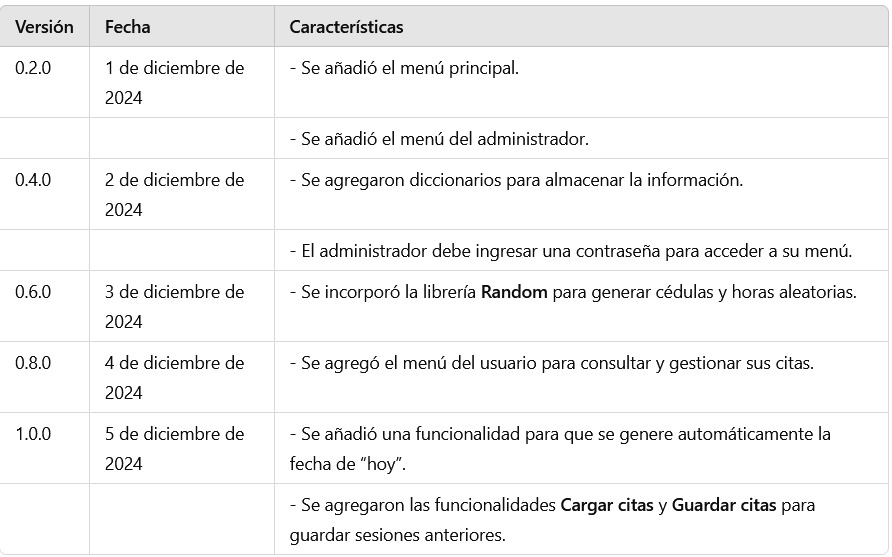 Versión Fecha Características
0.2.0 1 de diciembre de - Se añadió el menú principal.
2024
- Se añadió el menú del administrador.
0.4.0 2 de diciembre de - Se agregaron diccionarios para almacenar la información.
2024
- El administrador debe ingresar una contraseña para acceder a su menú.
0.6.0 3 de diciembre de - Se incorporó la librería Random para generar cédulas y horas aleatorias.
2024
0.8.0 4 de diciembre de - Se agregó el menú del usuario para consultar y gestionar sus citas.
2024
1.0.0 5 de diciembre de - Se añadió una funcionalidad para que se genere automáticamente la
2024 fecha de “hoy”.
- Se agregaron las funcionalidades Cargar citas y Guardar citas para
guardar sesiones anteriores.